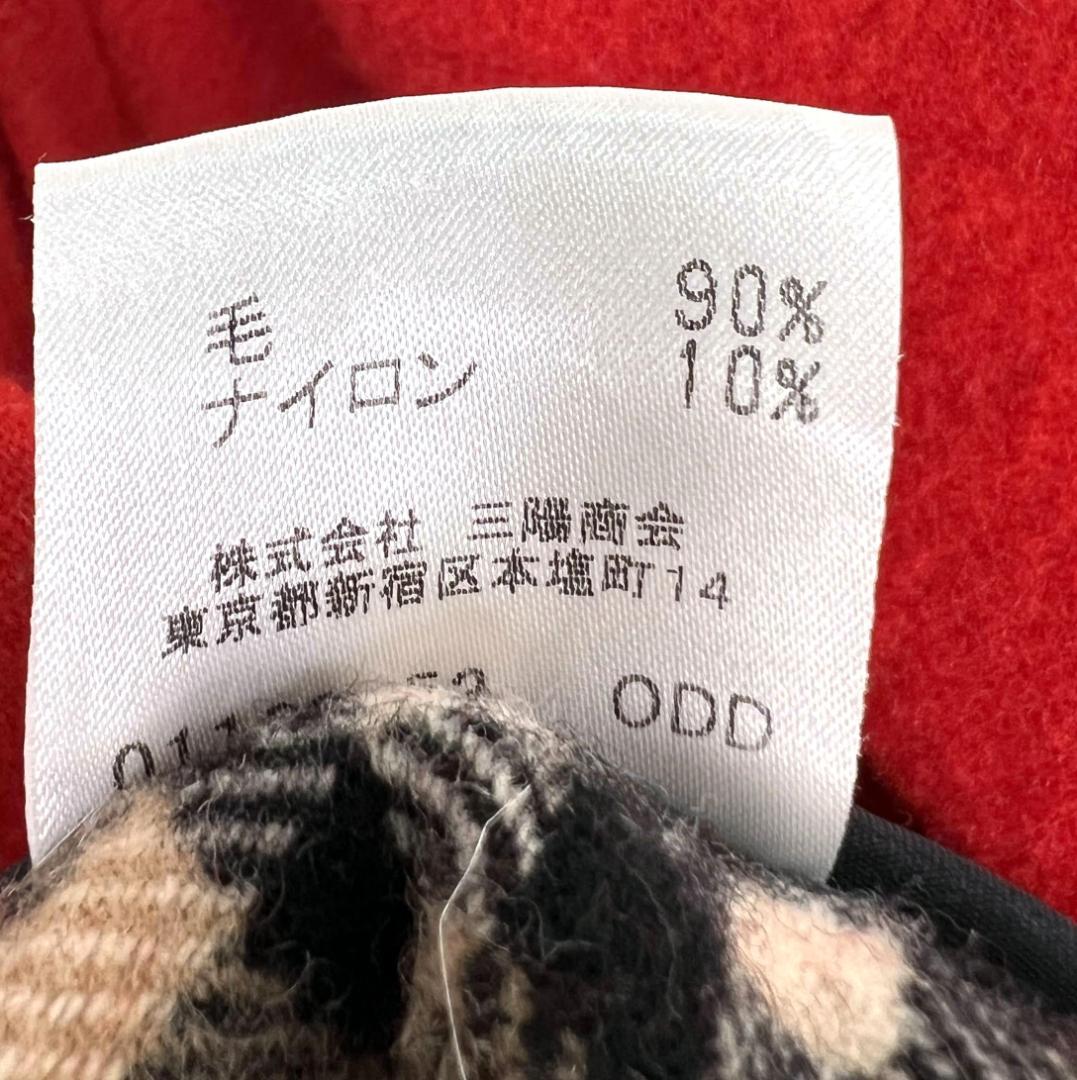 毛 90%
ナイロン 10%
株式会社 三陽商会
東京都新宿区本塩町14
ODD